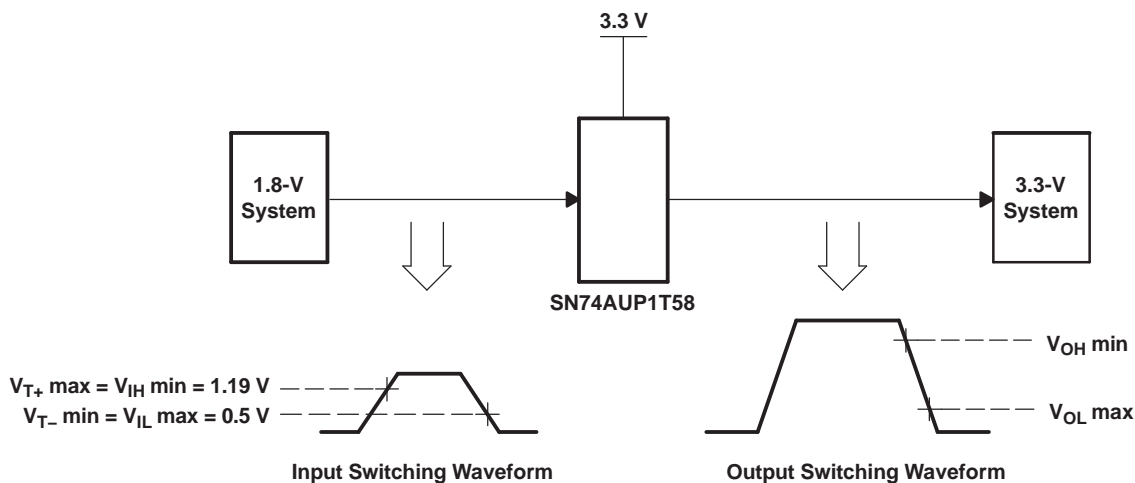 3.3 V
1.8-V
System
3.3-V
System
SN74AUP1T58
VT+ max = VIH min = 1.19 V
VT− min = VIL max = 0.5 V
VOH min
VOL max
Input Switching Waveform
Output Switching Waveform